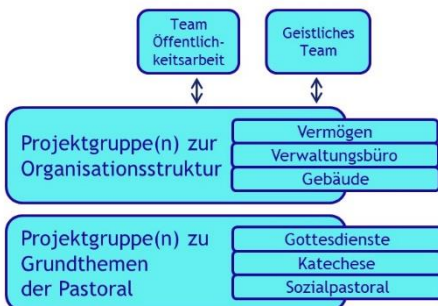 Team
Öffentlich-
keitsarbeit
Geistliches
Team
Projektgruppe(n) zur
Organisationsstruktur
Vermögen
Verwaltungsbüro
Gebäude
Projektgruppe(n) zu
Grundthemen
der Pastoral
Gottesdienste
Katechese
Sozialpastoral